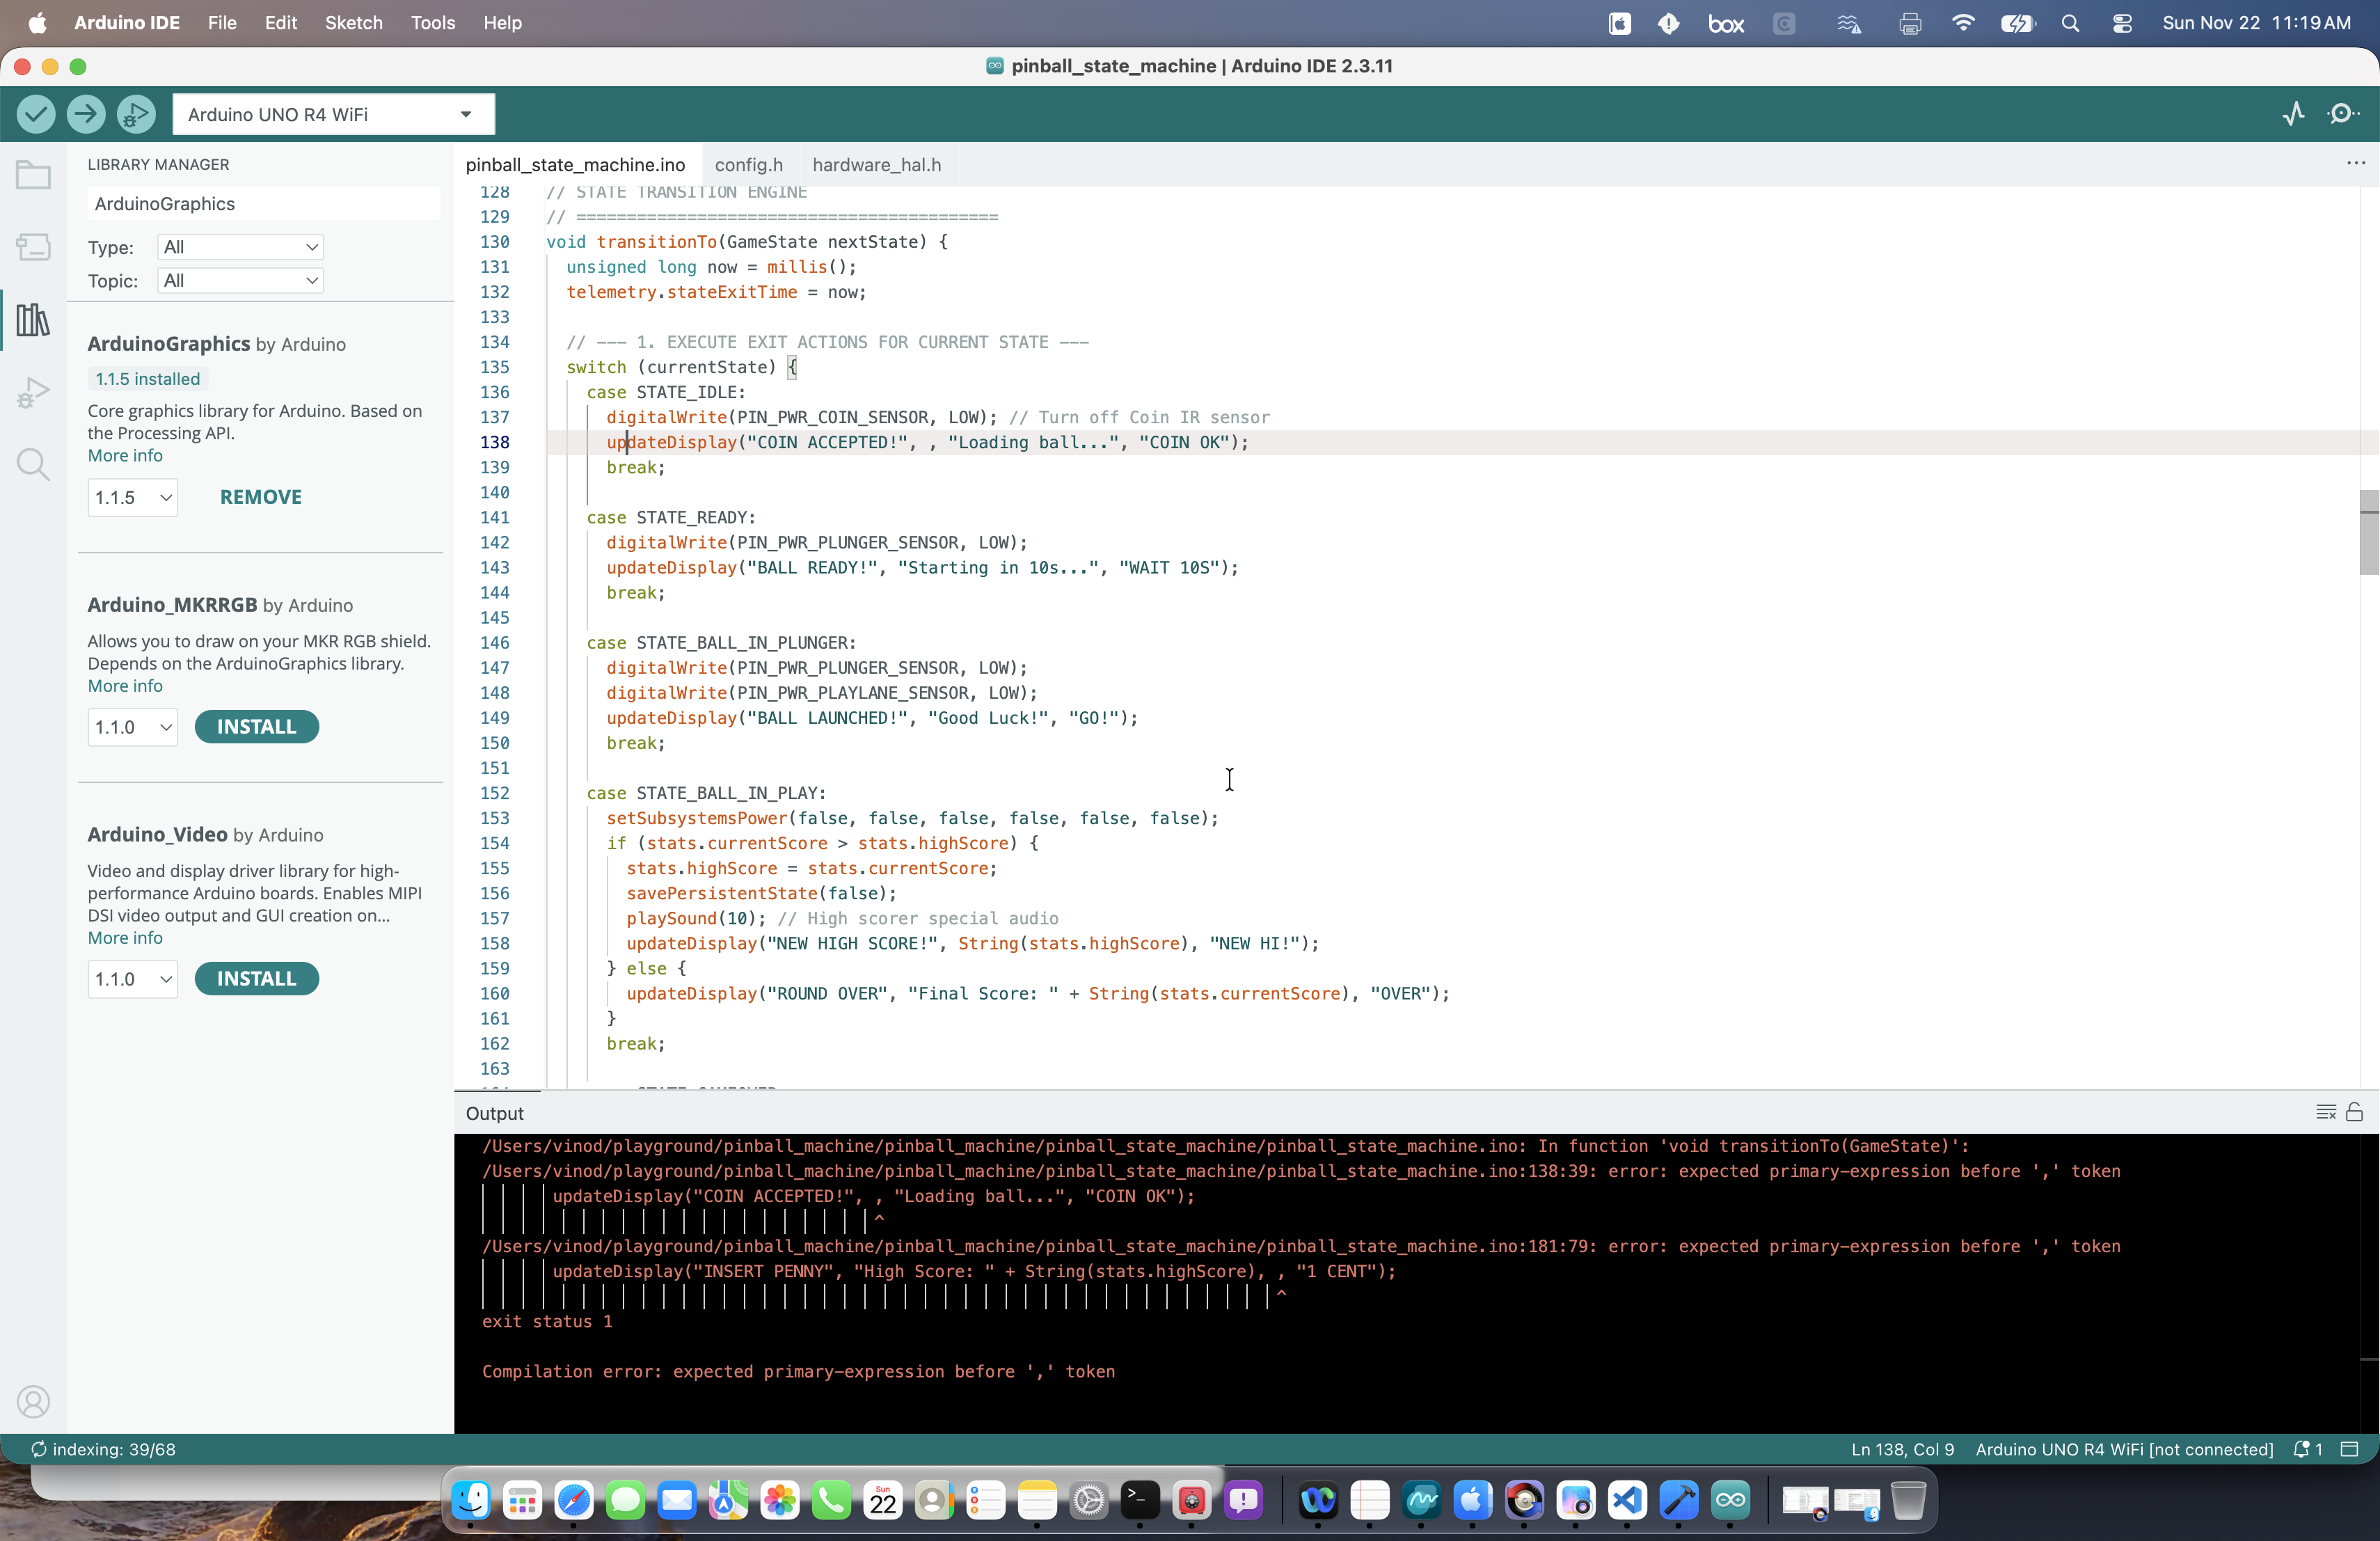 Arduino IDE File Edit Sketch Tools Help box Sun Nov 22 11:19 AM
pinball_state_machine | Arduino IDE 2.3.11
Arduino UNO R4 WiFi
LIBRARY MANAGER
ArduinoGraphics
Type: All
Topic: All
ArduinoGraphics by Arduino
1.1.5 installed
Core graphics library for Arduino. Based on
the Processing API.
More info
1.1.5 REMOVE
Arduino_MKRRGB by Arduino
Allows you to draw on your MKR RGB shield.
Depends on the ArduinoGraphics library.
More info
1.1.0 INSTALL
Arduino_Video by Arduino
Video and display driver library for high-
performance Arduino boards. Enables MIPI
DSI video output and GUI creation on...
More info
1.1.0 INSTALL
pinball_state_machine.ino config.h hardware_hal.h
128 // STATE TRANSITION ENGINE
129 // ==========================================
130 void transitionTo(GameState nextState) {
131 unsigned long now = millis();
132 telemetry.stateExitTime = now;
133
134 // --- 1. EXECUTE EXIT ACTIONS FOR CURRENT STATE ---
135 switch (currentState) {
136 case STATE_IDLE:
137 digitalWrite(PIN_PWR_COIN_SENSOR, LOW); // Turn off Coin IR sensor
138 updateDisplay("COIN ACCEPTED!", , "Loading ball...", "COIN OK");
139 break;
140
141 case STATE_READY:
142 digitalWrite(PIN_PWR_PLUNGER_SENSOR, LOW);
143 updateDisplay("BALL READY!", "Starting in 10s...", "WAIT 10S");
144 break;
145
146 case STATE_BALL_IN_PLUNGER:
147 digitalWrite(PIN_PWR_PLUNGER_SENSOR, LOW);
148 digitalWrite(PIN_PWR_PLAYLANE_SENSOR, LOW);
149 updateDisplay("BALL LAUNCHED!", "Good Luck!", "GO!");
150 break;
151
152 case STATE_BALL_IN_PLAY:
153 setSubsystemsPower(false, false, false, false, false, false);
154 if (stats.currentScore > stats.highScore) {
155 stats.highScore = stats.currentScore;
156 savePersistentState(false);
157 playSound(10); // High scorer special audio
158 updateDisplay("NEW HIGH SCORE!", String(stats.highScore), "NEW HI!");
159 } else {
160 updateDisplay("ROUND OVER", "Final Score: " + String(stats.currentScore), "OVER");
161 }
162 break;
163
Output
/Users/vinod/playground/pinball_machine/pinball_machine/pinball_state_machine/pinball_state_machine.ino: In function 'void transitionTo(GameState)':
/Users/vinod/playground/pinball_machine/pinball_machine/pinball_state_machine/pinball_state_machine.ino:138:39: error: expected primary-expression before ',' token
updateDisplay("COIN ACCEPTED!", , "Loading ball...", "COIN OK");
^
/Users/vinod/playground/pinball_machine/pinball_machine/pinball_state_machine/pinball_state_machine.ino:181:79: error: expected primary-expression before ',' token
updateDisplay("INSERT PENNY", "High Score: " + String(stats.highScore), , "1 CENT");
^
exit status 1
Compilation error: expected primary-expression before ',' token
indexing: 39/68 Ln 138, Col 9 Arduino UNO R4 WiFi [not connected] 1
Sun
22